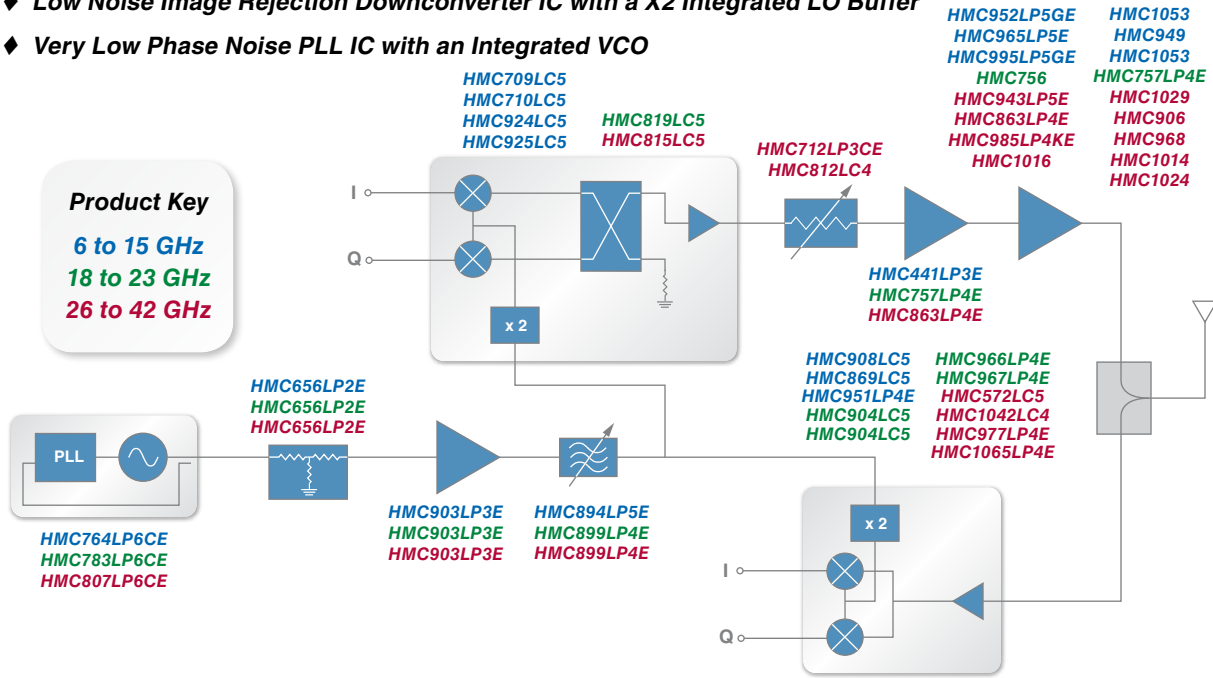 ♦ Low Noise Image Rejection Downconverter IC with a X2 Integrated LO Buffer
♦ Very Low Phase Noise PLL IC with an Integrated VCO
HMC952LP5GE
HMC965LP5E
HMC995LP5GE
HMC756
HMC943LP5E
HMC863LP4E
HMC985LP4KE
HMC1016
HMC1053
HMC949
HMC1053
HMC757LP4E
HMC1029
HMC906
HMC968
HMC1014
HMC1024
HMC709LC5
HMC710LC5
HMC924LC5
HMC925LC5
HMC819LC5
HMC815LC5
HMC712LP3CE
HMC812LC4
Product Key
6 to 15 GHz
18 to 23 GHz
26 to 42 GHz
I
Q
x 2
HMC441LP3E
HMC757LP4E
HMC863LP4E
HMC908LC5
HMC869LC5
HMC951LP4E
HMC904LC5
HMC904LC5
HMC966LP4E
HMC967LP4E
HMC572LC5
HMC1042LC4
HMC977LP4E
HMC1065LP4E
HMC656LP2E
HMC656LP2E
HMC656LP2E
PLL
HMC764LP6CE
HMC783LP6CE
HMC807LP6CE
HMC903LP3E
HMC903LP3E
HMC903LP3E
HMC894LP5E
HMC899LP4E
HMC899LP4E
x 2
I
Q